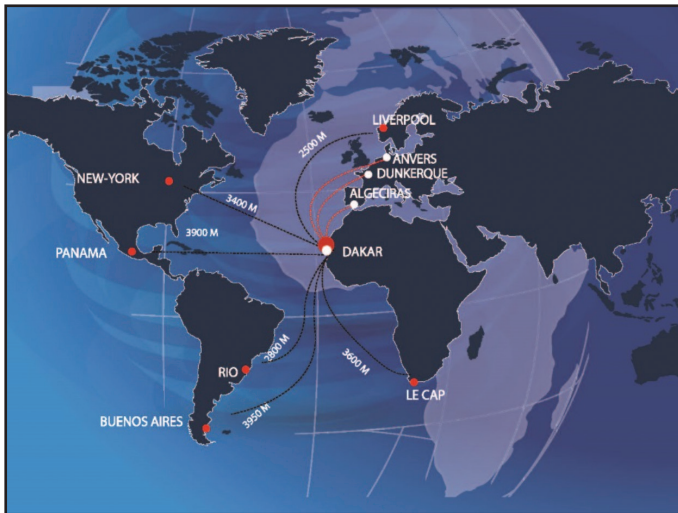 LIVERPOOL
2500 M
ANVERS
DUNKERQUE
NEW-YORK
ALGECIRAS
3400 M
3900 M
PANAMA
DAKAR
2800 M
3600 M
RIO
LE CAP
3950 M
BUENOS AIRES